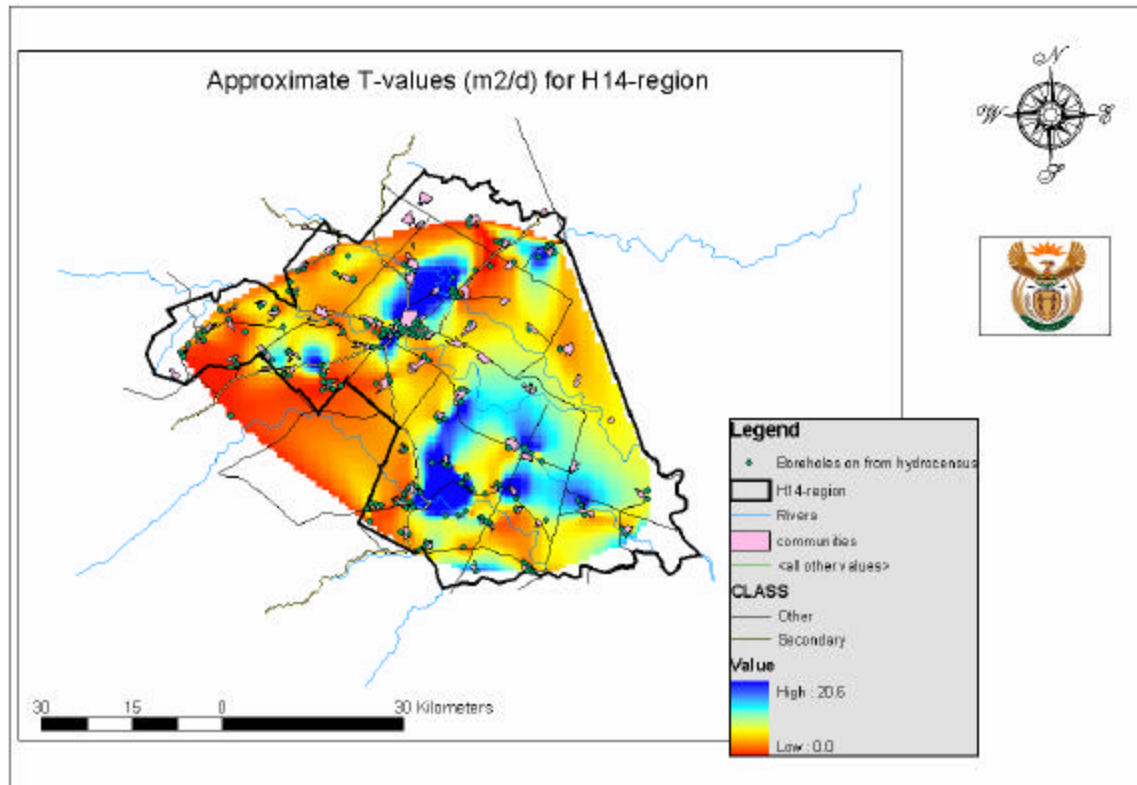 Approximate T-values (m2/d) for H14-region
N
W
E
S
Legend
Boreholes on from hydrocensus
H14-region
Rivers
communities
<all other values>
CLASS
Other
Secondary
Value
High : 20.6
Low : 0.0
30 15 0 30 Kilometers